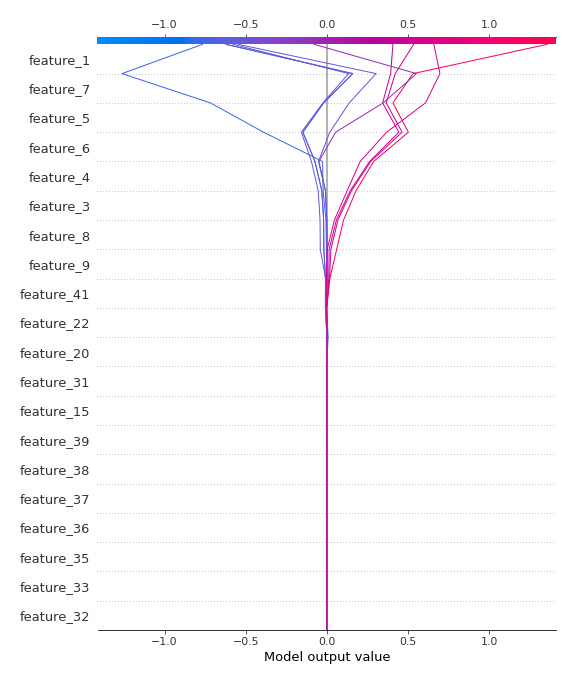 −1.0 −0.5 0.0 0.5 1.0
feature_1
feature_7
feature_5
feature_6
feature_4
feature_3
feature_8
feature_9
feature_41
feature_22
feature_20
feature_31
feature_15
feature_39
feature_38
feature_37
feature_36
feature_35
feature_33
feature_32
−1.0 −0.5 0.0 0.5 1.0
Model output value